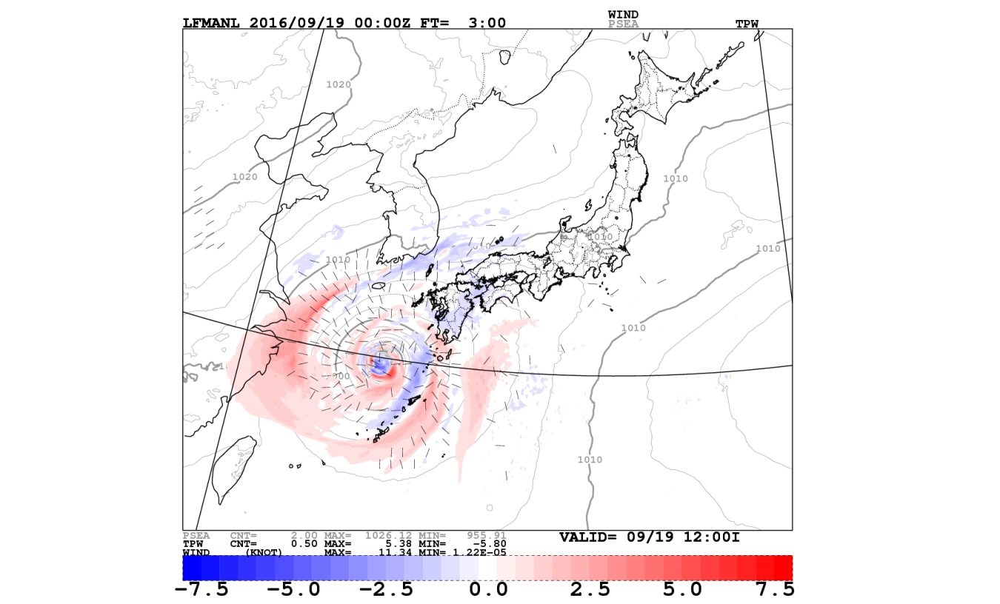 WIND
LFMANL 2016/09/19 00:00Z FT= 3:00 PSEA TPW
1020
1020
1010
1010
1010
1010
1010
1010
PSEA CNT= 2.00 MAX= 1026.12 MIN= 955.91
TPW CNT= 0.50 MAX= 5.38 MIN= −5.80
WIND (KNOT) MAX= 11.34 MIN= 1.22E−05
VALID= 09/19 12:00I
−7.5 −5.0 −2.5 0.0 2.5 5.0 7.5